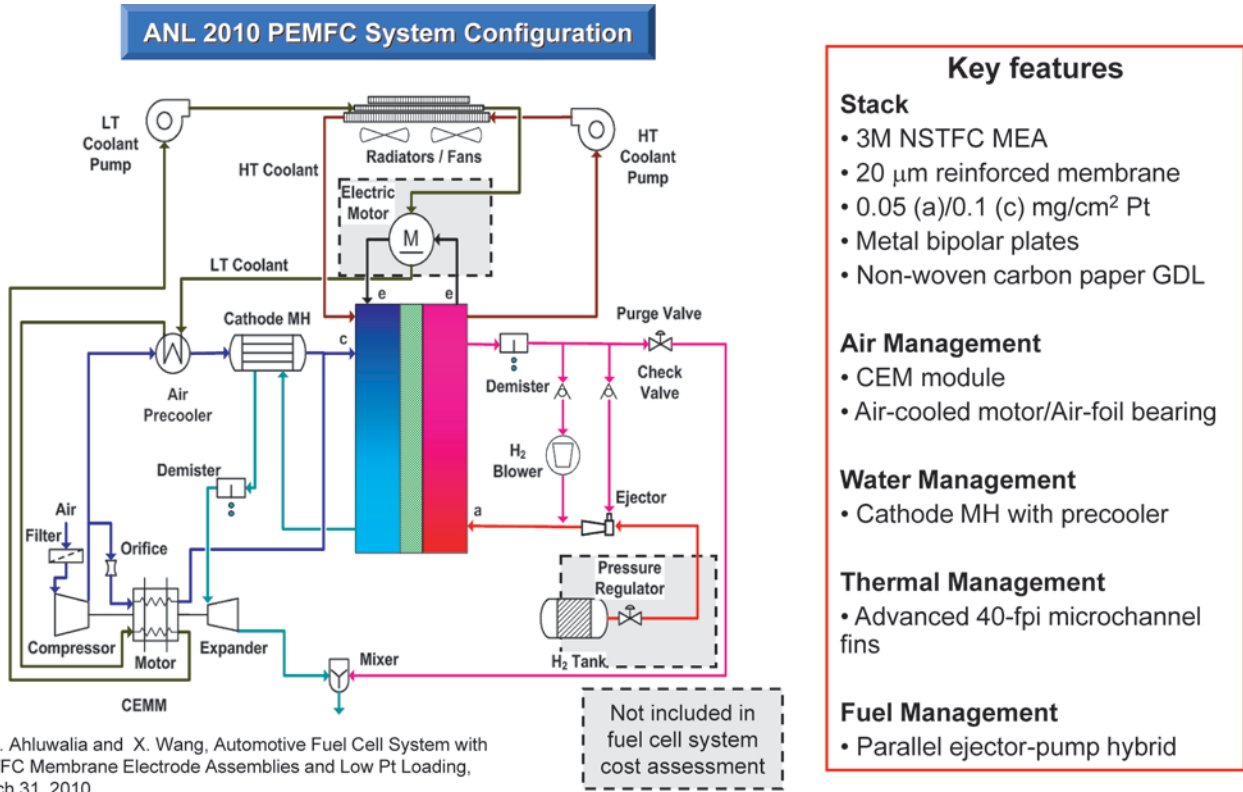 ANL 2010 PEMFC System Configuration
LT
Coolant
Pump
Radiators / Fans
HT
Coolant
Pump
HT Coolant
Electric
Motor
M
LT Coolant
e
e
Cathode MH
c
Purge Valve
Air
Precooler
Demister
Check
Valve
H₂
Blower
Demister
Air
Filter
Orifice
a
Ejector
Pressure
Regulator
Compressor
Motor
Expander
H₂ Tank
Mixer
CEMM
Not included in
fuel cell system
cost assessment
. Ahluwalia and X. Wang, Automotive Fuel Cell System with
FC Membrane Electrode Assemblies and Low Pt Loading,
ch 31, 2010
Key features
Stack
• 3M NSTFC MEA
• 20 μm reinforced membrane
• 0.05 (a)/0.1 (c) mg/cm² Pt
• Metal bipolar plates
• Non-woven carbon paper GDL
Air Management
• CEM module
• Air-cooled motor/Air-foil bearing
Water Management
• Cathode MH with precooler
Thermal Management
• Advanced 40-fpi microchannel
fins
Fuel Management
• Parallel ejector-pump hybrid